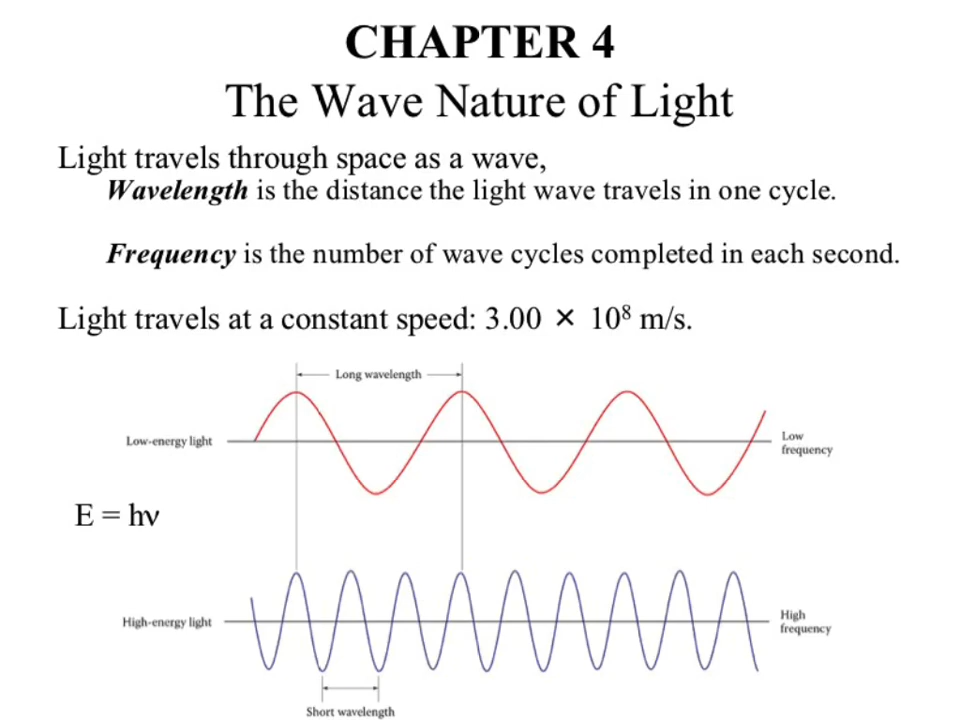 CHAPTER 4
The Wave Nature of Light
Light travels through space as a wave,
Wavelength is the distance the light wave travels in one cycle.
Frequency is the number of wave cycles completed in each second.
Light travels at a constant speed: 3.00 × 10⁸ m/s.
Long wavelength
Low-energy light
Low
frequency
E = hν
High-energy light
High
frequency
Short wavelength